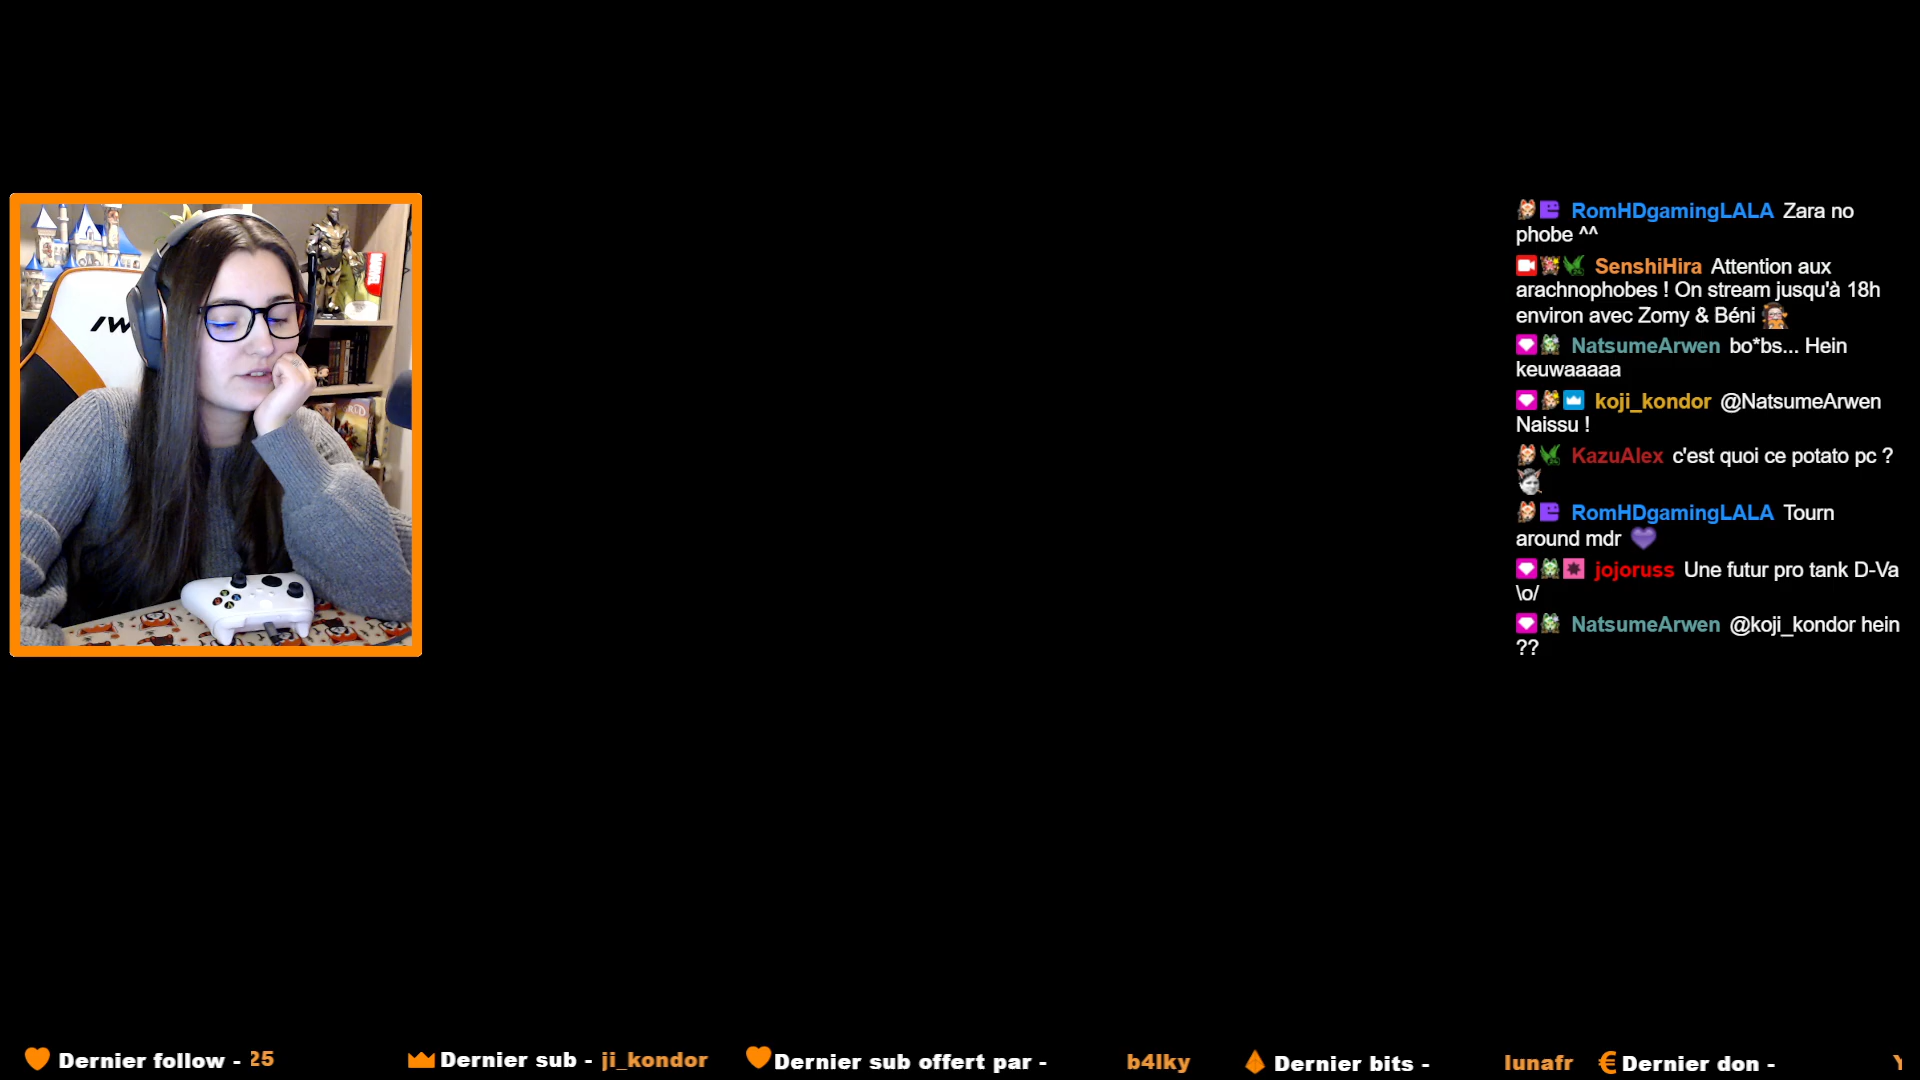 RomHDgamingLALA Zara no
phobe ^^
SenshiHira Attention aux
arachnophobes ! On stream jusqu'à 18h
environ avec Zomy & Béni
NatsumeArwen bo*bs... Hein
keuwaaaaa
koji_kondor @NatsumeArwen
Naissu !
KazuAlex c'est quoi ce potato pc ?
RomHDgamingLALA Tourn
around mdr
jojoruss Une futur pro tank D-Va
\o/
NatsumeArwen @koji_kondor hein
??
MARVEL
Dernier follow - 25
Dernier sub - ji_kondor
Dernier sub offert par - b4lky
Dernier bits - lunafr
€ Dernier don -